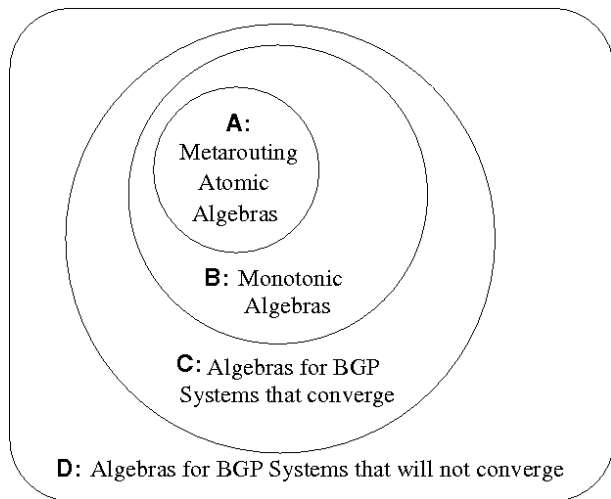 A:
Metarouting
Atomic
Algebras
B: Monotonic
Algebras
C: Algebras for BGP
Systems that converge
D: Algebras for BGP Systems that will not converge